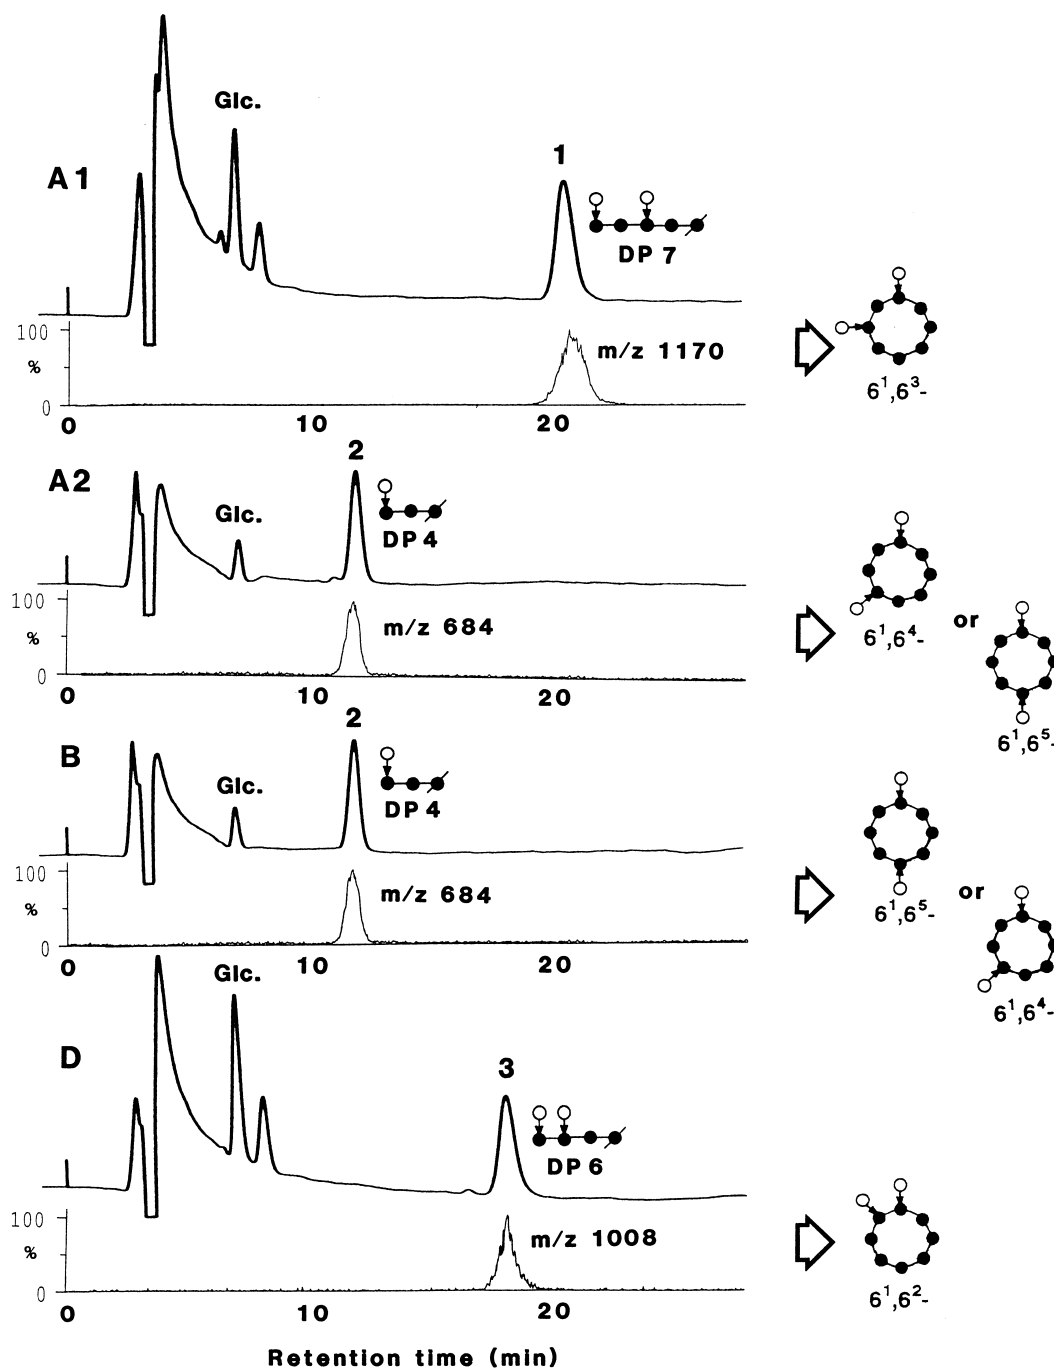 Glc.
1
A1
DP 7
100
%
0
m/z 1170
6¹,6³-
0 10 20
2
A2
Glc.
DP 4
100
%
0
m/z 684
6¹,6⁴-
or
6¹,6⁵-
0 10 20
2
B
Glc.
DP 4
100
%
0
m/z 684
6¹,6⁵-
or
6¹,6⁴-
0 10 20
Glc.
D
3
DP 6
100
%
0
m/z 1008
6¹,6²-
0 10 20
Retention time (min)